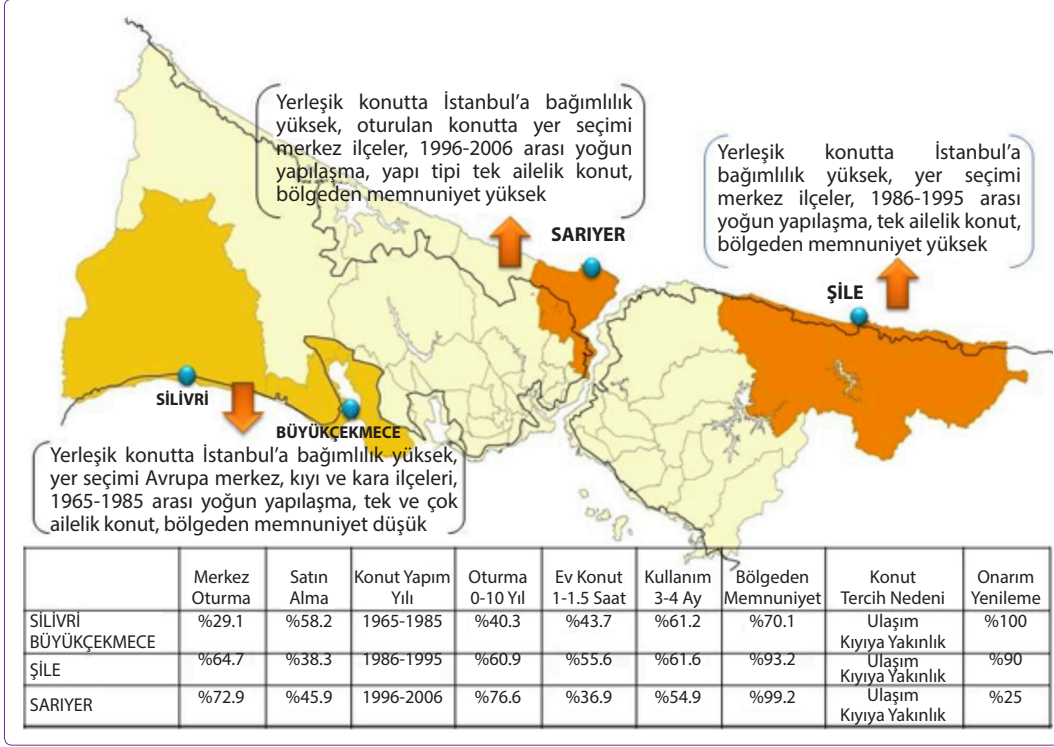 Yerleşik konutta İstanbul’a bağımlılık
yüksek, oturulan konutta yer seçimi
merkez ilçeler, 1996-2006 arası yoğun
yapılaşma, yapı tipi tek ailelik konut,
bölgeden memnuniyet yüksek
Yerleşik konutta İstanbul’a
bağımlılık yüksek, yer seçimi
merkez ilçeler, 1986-1995 arası
yoğun yapılaşma, tek ailelik konut,
bölgeden memnuniyet yüksek
SARIYER
ŞİLE
SİLİVRİ
BÜYÜKÇEKMECE
Yerleşik konutta İstanbul’a bağımlılık yüksek,
yer seçimi Avrupa merkez, kıyı ve kara ilçeleri,
1965-1985 arası yoğun yapılaşma, tek ve çok
ailelik konut, bölgeden memnuniyet düşük
Merkez Satın Konut Yapım Oturma Ev Konut Kullanım Bölgeden Konut Onarım
Oturma Alma Yılı 0-10 Yıl 1-1.5 Saat 3-4 Ay Memnuniyet Tercih Nedeni Yenileme
SİLİVRİ %29.1 %58.2 1965-1985 %40.3 %43.7 %61.2 %70.1 Ulaşım %100
BÜYÜKÇEKMECE Kıyıya Yakınlık
ŞİLE %64.7 %38.3 1986-1995 %60.9 %55.6 %61.6 %93.2 Ulaşım %90
Kıyıya Yakınlık
SARIYER %72.9 %45.9 1996-2006 %76.6 %36.9 %54.9 %99.2 Ulaşım %25
Kıyıya Yakınlık